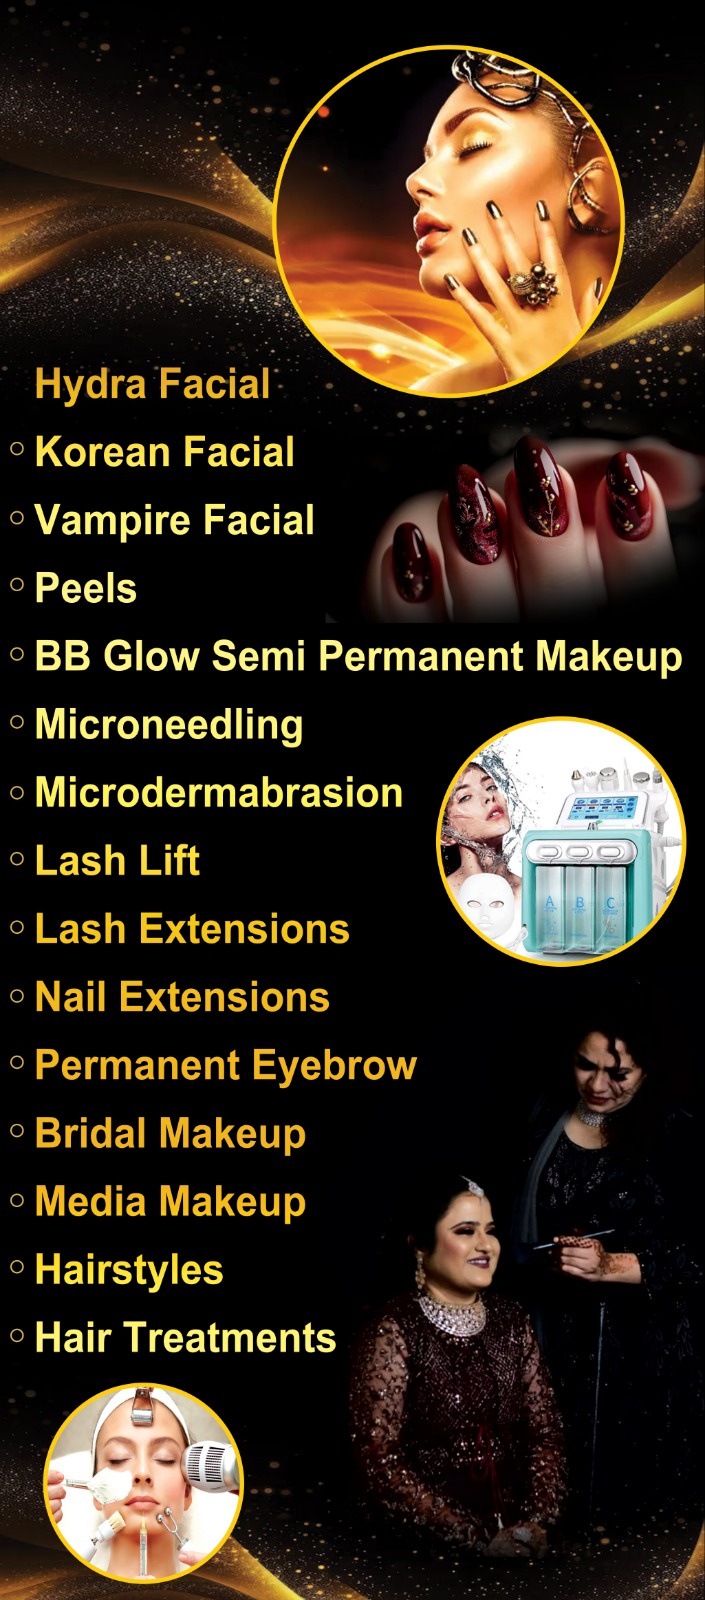 Hydra Facial
Korean Facial
Vampire Facial
Peels
BB Glow Semi Permanent Makeup
Microneedling
Microdermabrasion
Lash Lift
Lash Extensions
Nail Extensions
Permanent Eyebrow
Bridal Makeup
Media Makeup
Hairstyles
Hair Treatments
A B C